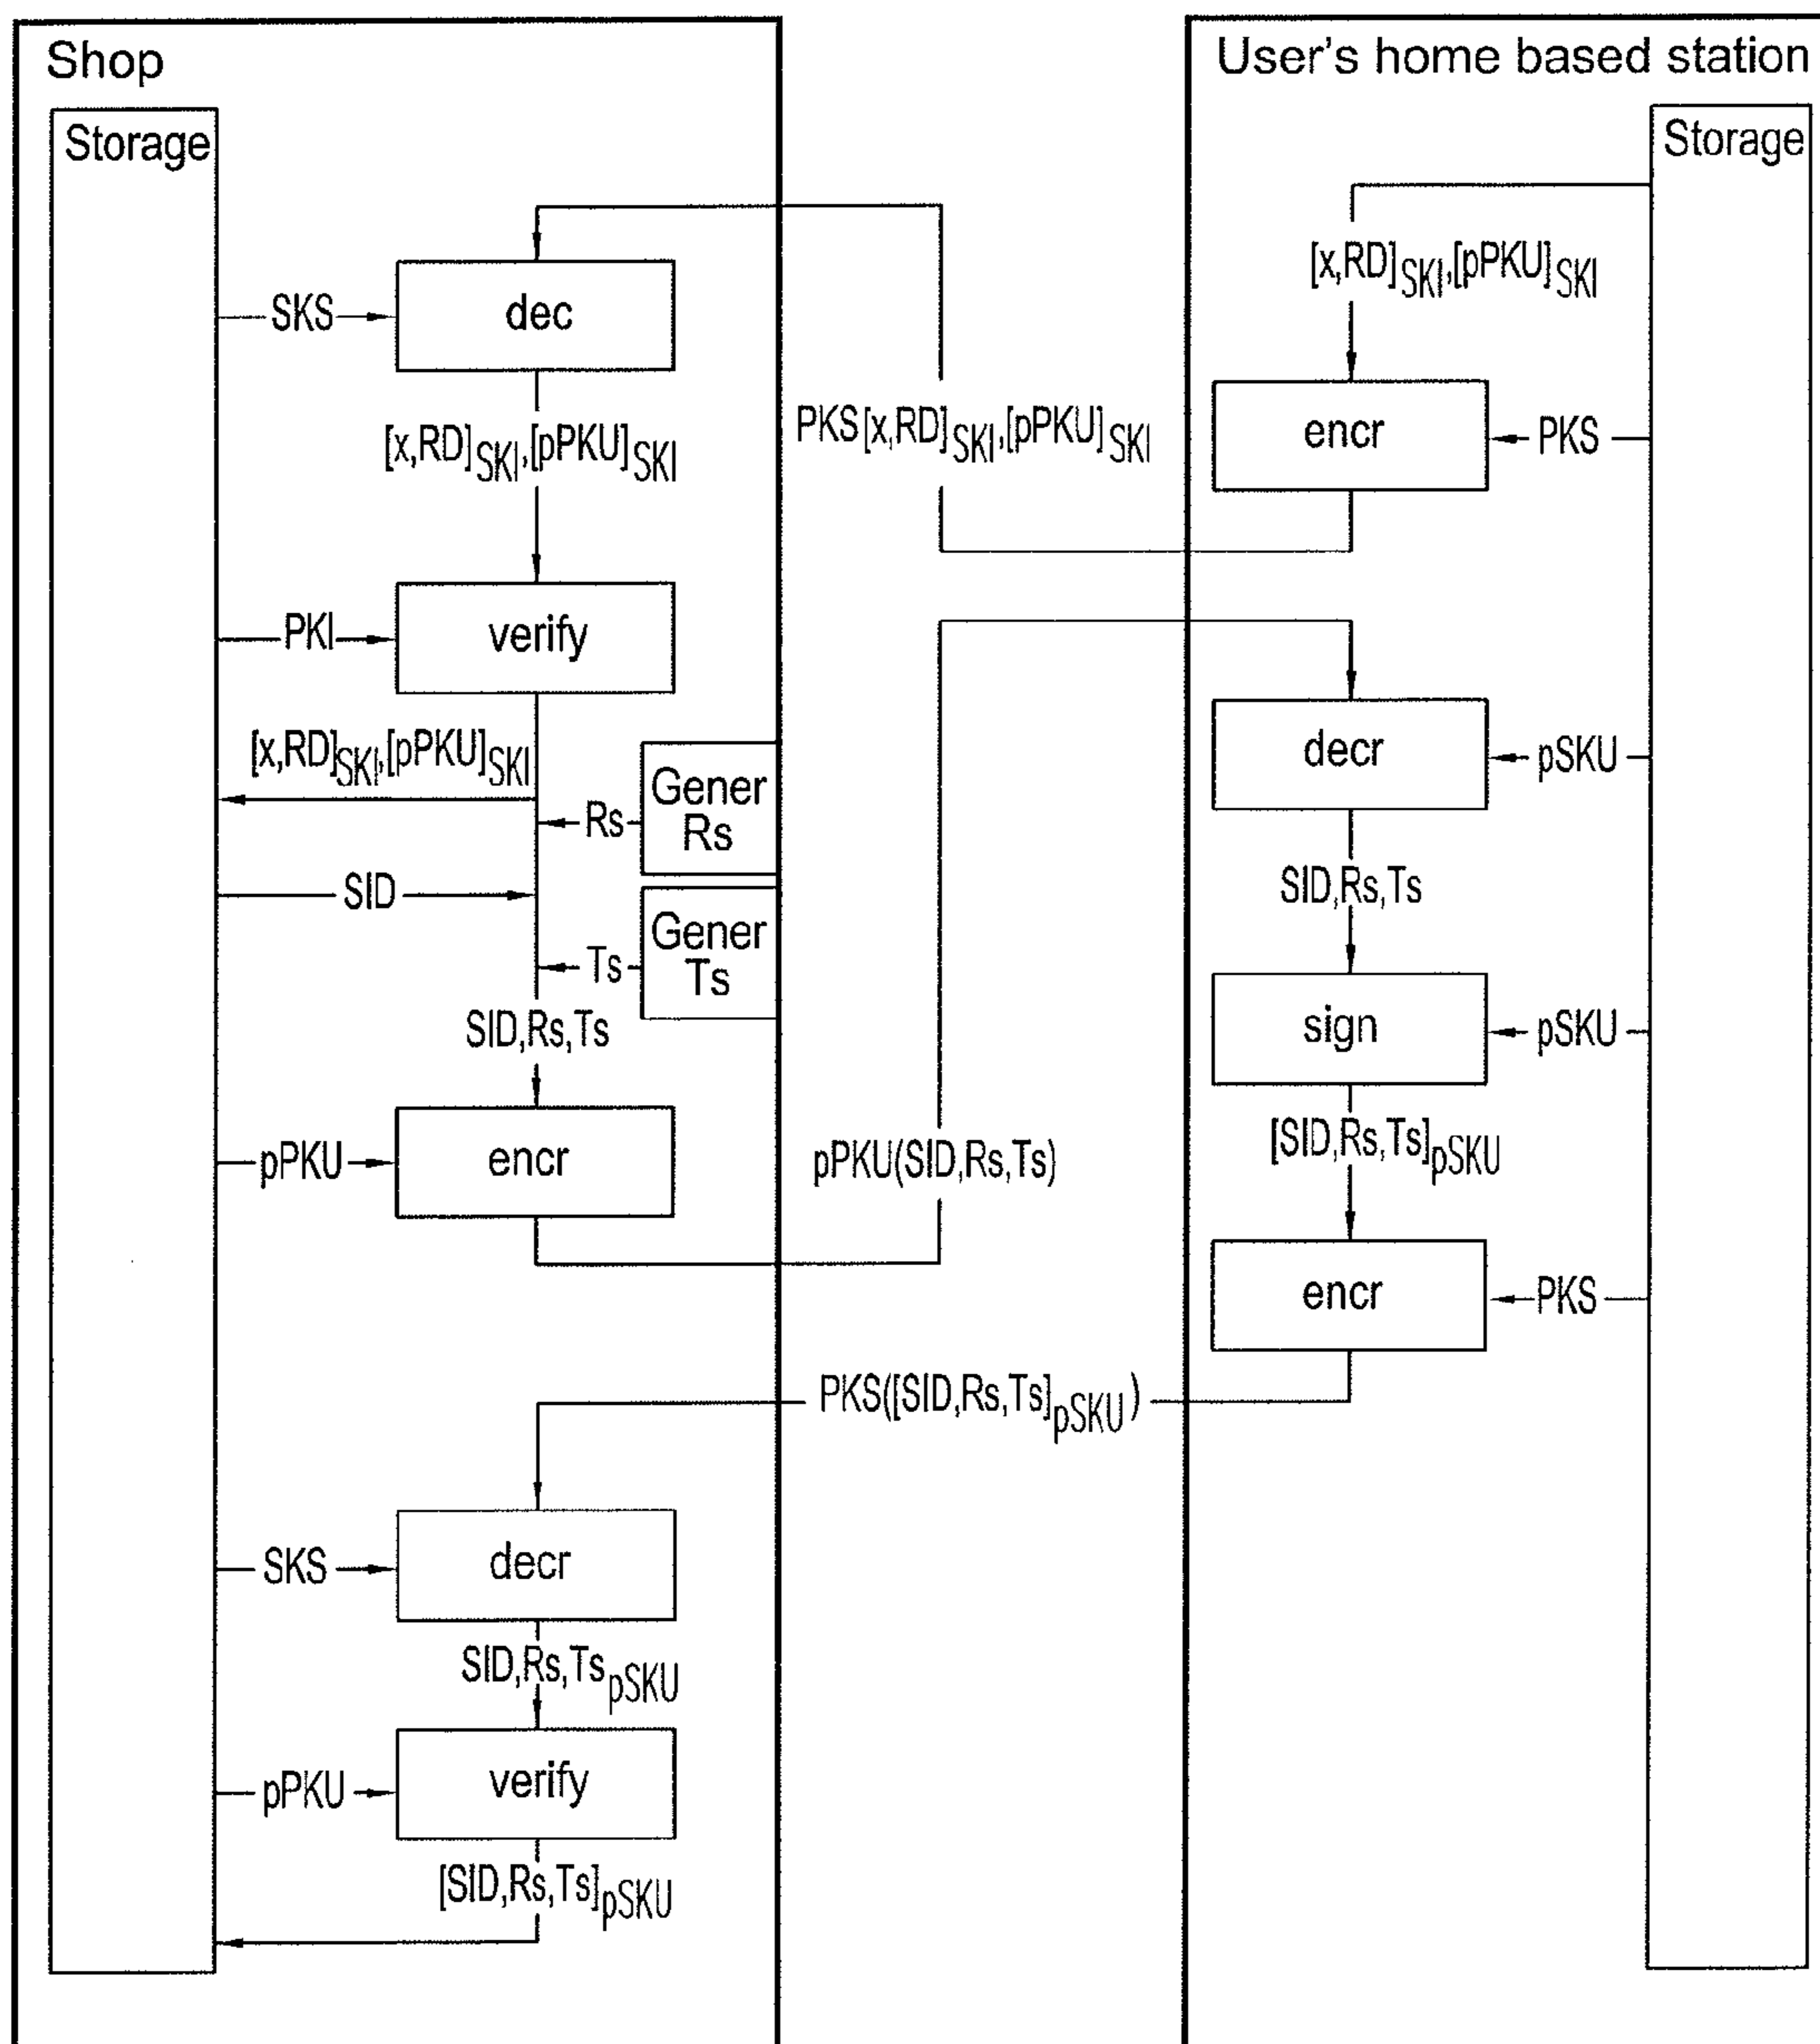 Shop
Storage
SKS
dec
[x,RD]SKI,[pPKU]SKI
PKI
verify
[x,RD]SKI,[pPKU]SKI
Rs
Gener
Rs
SID
Ts
Gener
Ts
SID,Rs,Ts
pPKU
encr
SKS
decr
SID,Rs,TspSKU
pPKU
verify
[SID,Rs,Ts]pSKU
PKS[x,RD]SKI,[pPKU]SKI
pPKU(SID,Rs,Ts)
PKS([SID,Rs,Ts]pSKU)
User's home based station
Storage
[x,RD]SKI,[pPKU]SKI
encr
PKS
decr
pSKU
SID,Rs,Ts
sign
pSKU
[SID,Rs,Ts]pSKU
encr
PKS